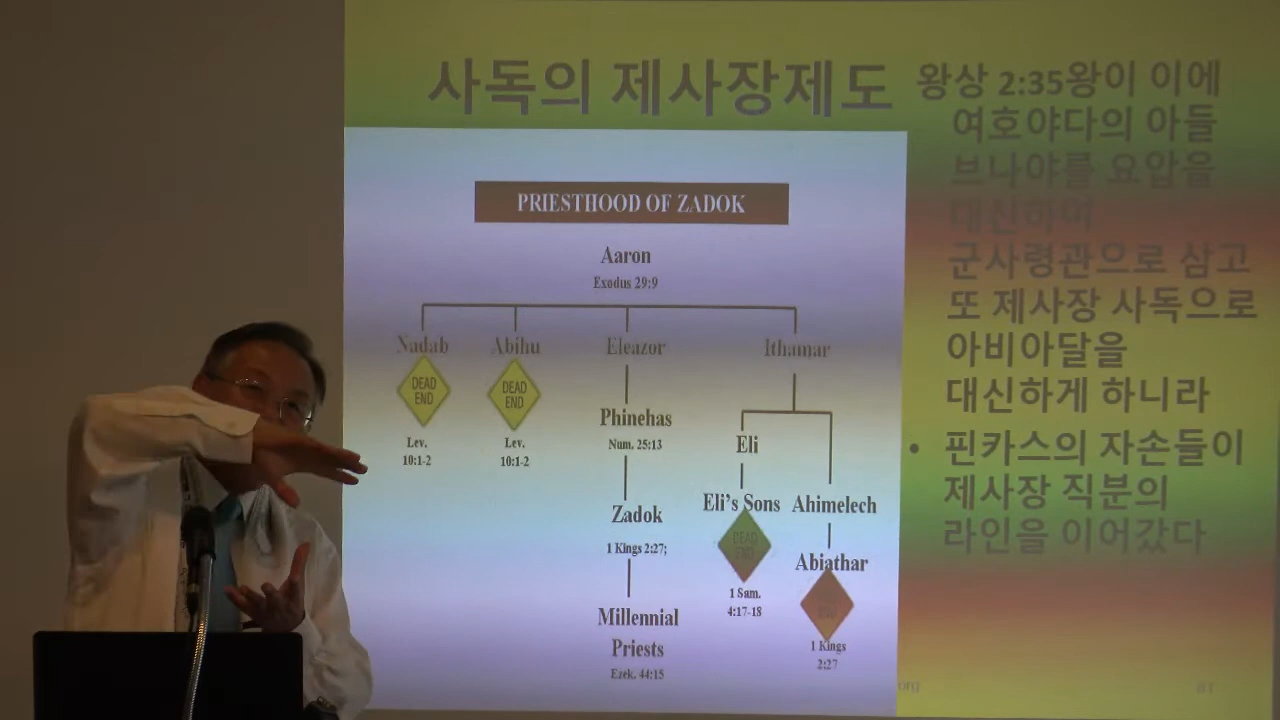 사독의 제사장제도
PRIESTHOOD OF ZADOK
Aaron
Exodus 29:9
Nadab Abihu Eleazor Ithamar
DEAD END
DEAD END
Lev. 10:1-2
Lev. 10:1-2
Phinehas
Num. 25:13
Zadok
1 Kings 2:27;
Millennial
Priests
Ezek. 44:15
Eli
Eli's Sons
DEAD END
1 Sam.
4:17-18
Ahimelech
Abiathar
END
1 Kings
2:27
왕상 2:35왕이 이에
여호야다의 아들
브나야를 요압을
대신하여
군사령관으로 삼고
또 제사장 사독으로
아비아달을
대신하게 하니라
• 핀카스의 자손들이
제사장 직분의
라인을 이어갔다
org
81